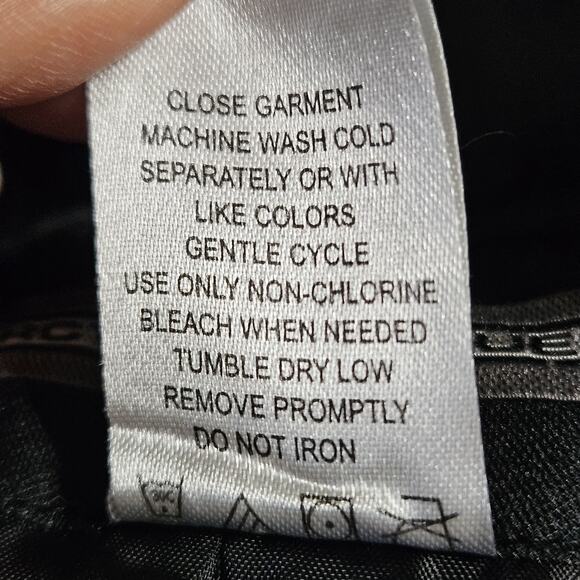 CLOSE GARMENT
MACHINE WASH COLD
SEPARATELY OR WITH
LIKE COLORS
GENTLE CYCLE
USE ONLY NON-CHLORINE
BLEACH WHEN NEEDED
TUMBLE DRY LOW
REMOVE PROMPTLY
DO NOT IRON